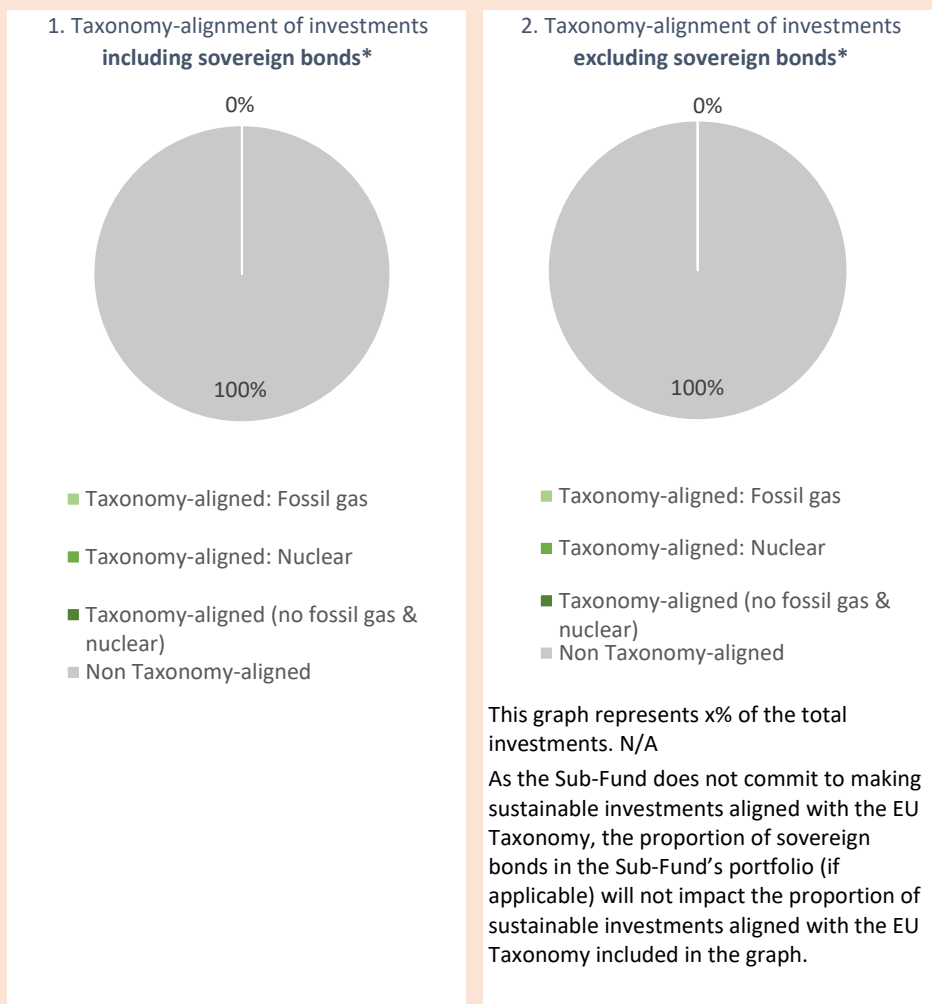 1. Taxonomy-alignment of investments
including sovereign bonds*
0%
100%
Taxonomy-aligned: Fossil gas
Taxonomy-aligned: Nuclear
Taxonomy-aligned (no fossil gas &
nuclear)
Non Taxonomy-aligned
2. Taxonomy-alignment of investments
excluding sovereign bonds*
0%
100%
Taxonomy-aligned: Fossil gas
Taxonomy-aligned: Nuclear
Taxonomy-aligned (no fossil gas &
nuclear)
Non Taxonomy-aligned
This graph represents x% of the total
investments. N/A
As the Sub-Fund does not commit to making
sustainable investments aligned with the EU
Taxonomy, the proportion of sovereign
bonds in the Sub-Fund’s portfolio (if
applicable) will not impact the proportion of
sustainable investments aligned with the EU
Taxonomy included in the graph.